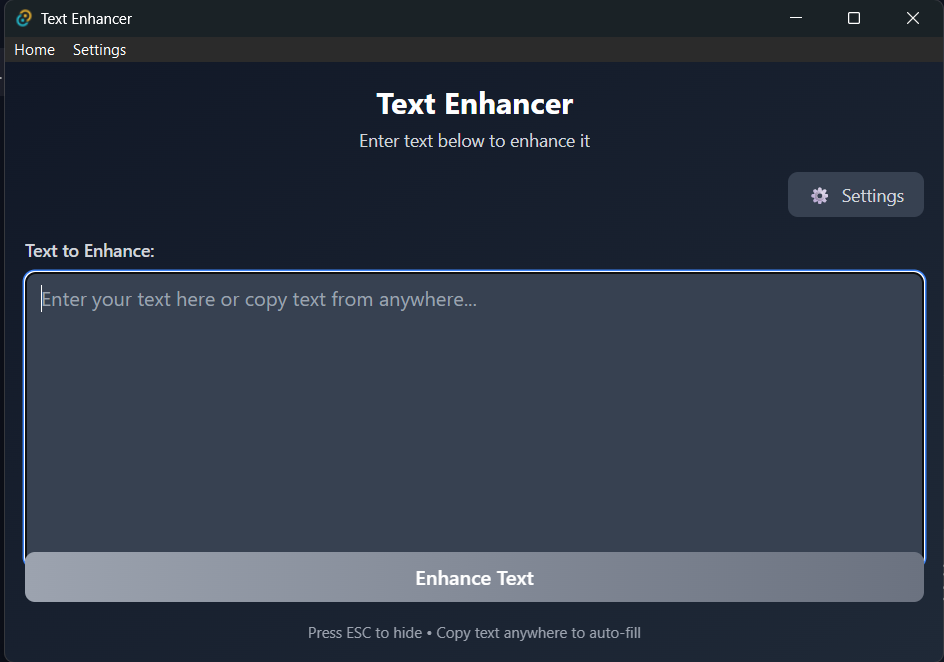 Text Enhancer
Home Settings
Text Enhancer
Enter text below to enhance it
Settings
Text to Enhance:
Enter your text here or copy text from anywhere...
Enhance Text
Press ESC to hide • Copy text anywhere to auto-fill